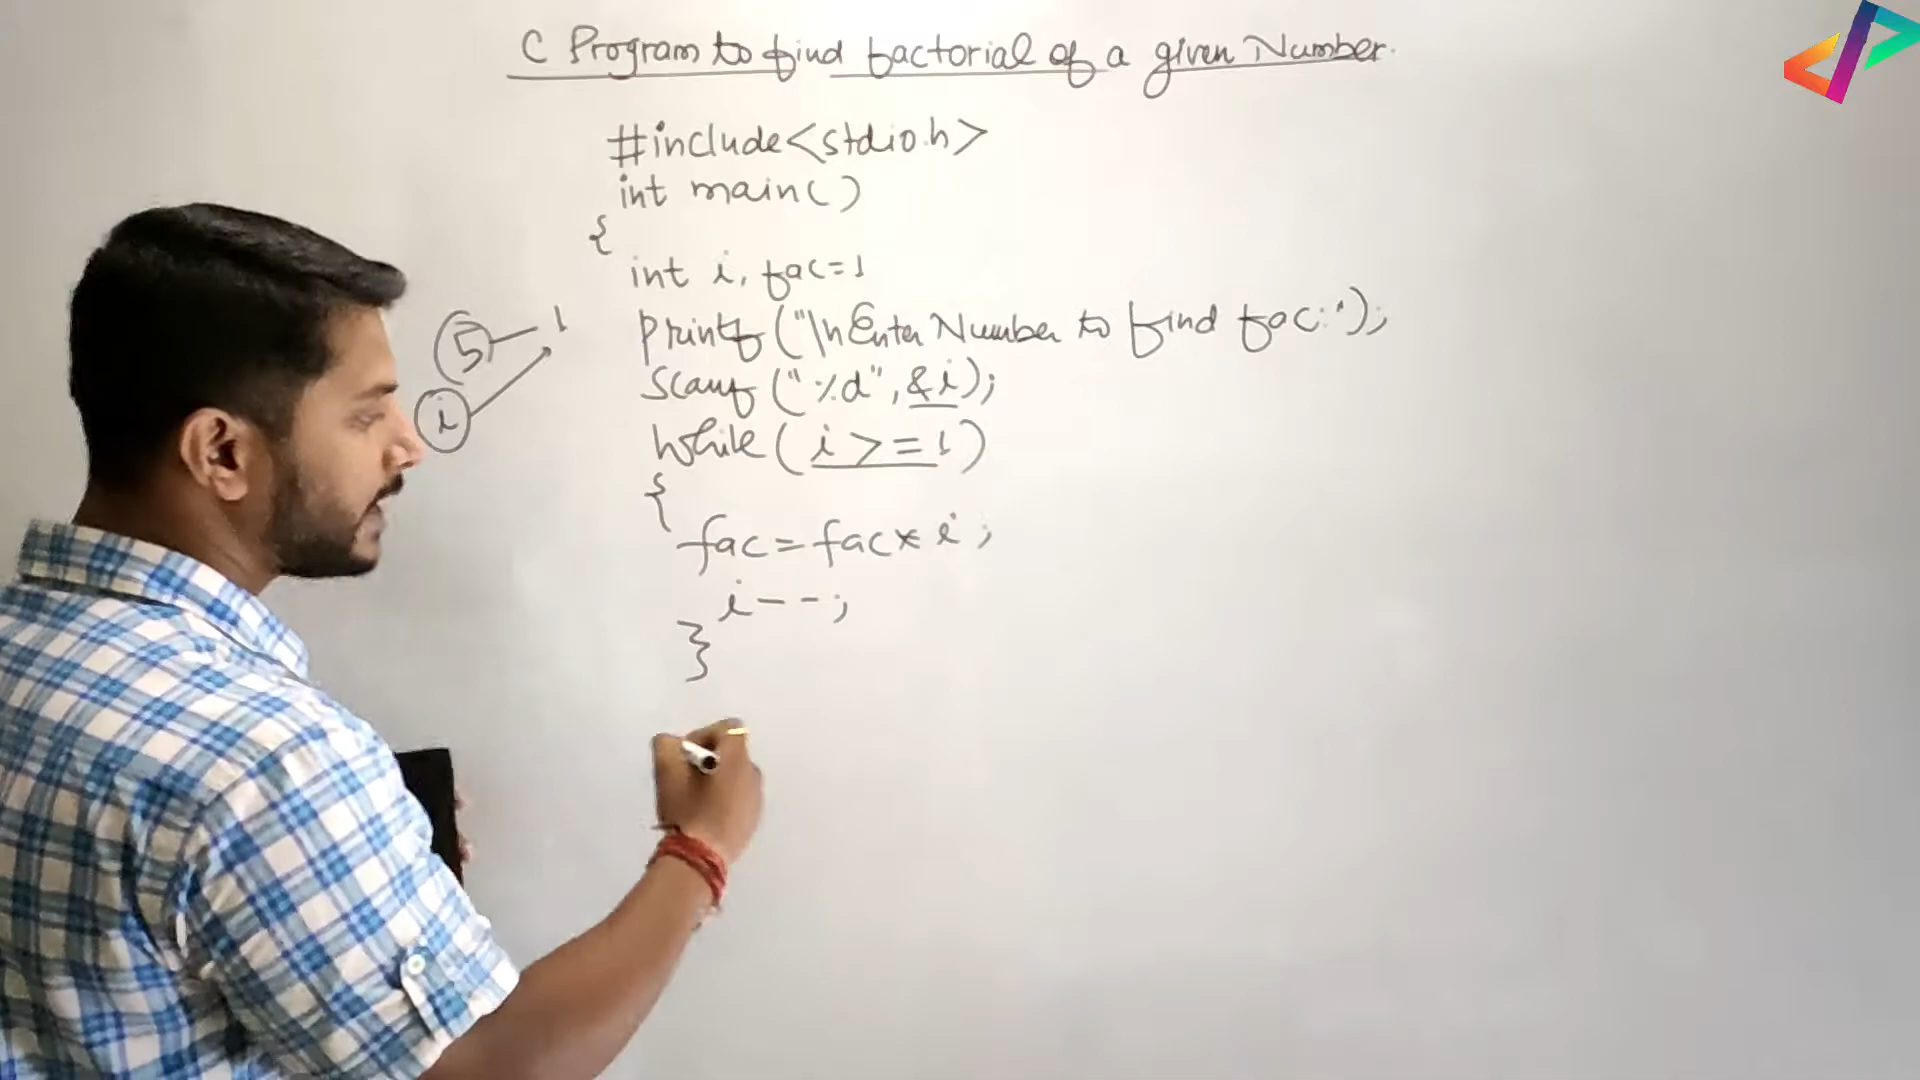 C Program to find factorial of a given Number.
#include<stdio.h>
int main()
{
int i, fac=1
5 1
printf ("\nEnter Number to find fac:");
scanf ("%d", &i);
i
while (i >= 1)
{
fac = fac * i ;
i--;
}